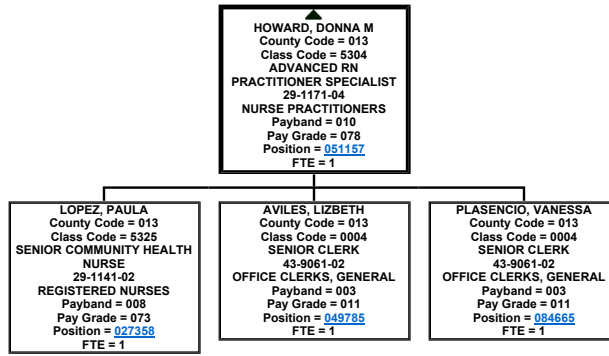 HOWARD, DONNA M
County Code = 013
Class Code = 5304
ADVANCED RN
PRACTITIONER SPECIALIST
29-1171-04
NURSE PRACTITIONERS
Payband = 010
Pay Grade = 078
Position = 051157
FTE = 1
LOPEZ, PAULA
County Code = 013
Class Code = 5325
SENIOR COMMUNITY HEALTH
NURSE
29-1141-02
REGISTERED NURSES
Payband = 008
Pay Grade = 073
Position = 027358
FTE = 1
AVILES, LIZBETH
County Code = 013
Class Code = 0004
SENIOR CLERK
43-9061-02
OFFICE CLERKS, GENERAL
Payband = 003
Pay Grade = 011
Position = 049785
FTE = 1
PLASENCIO, VANESSA
County Code = 013
Class Code = 0004
SENIOR CLERK
43-9061-02
OFFICE CLERKS, GENERAL
Payband = 003
Pay Grade = 011
Position = 084665
FTE = 1